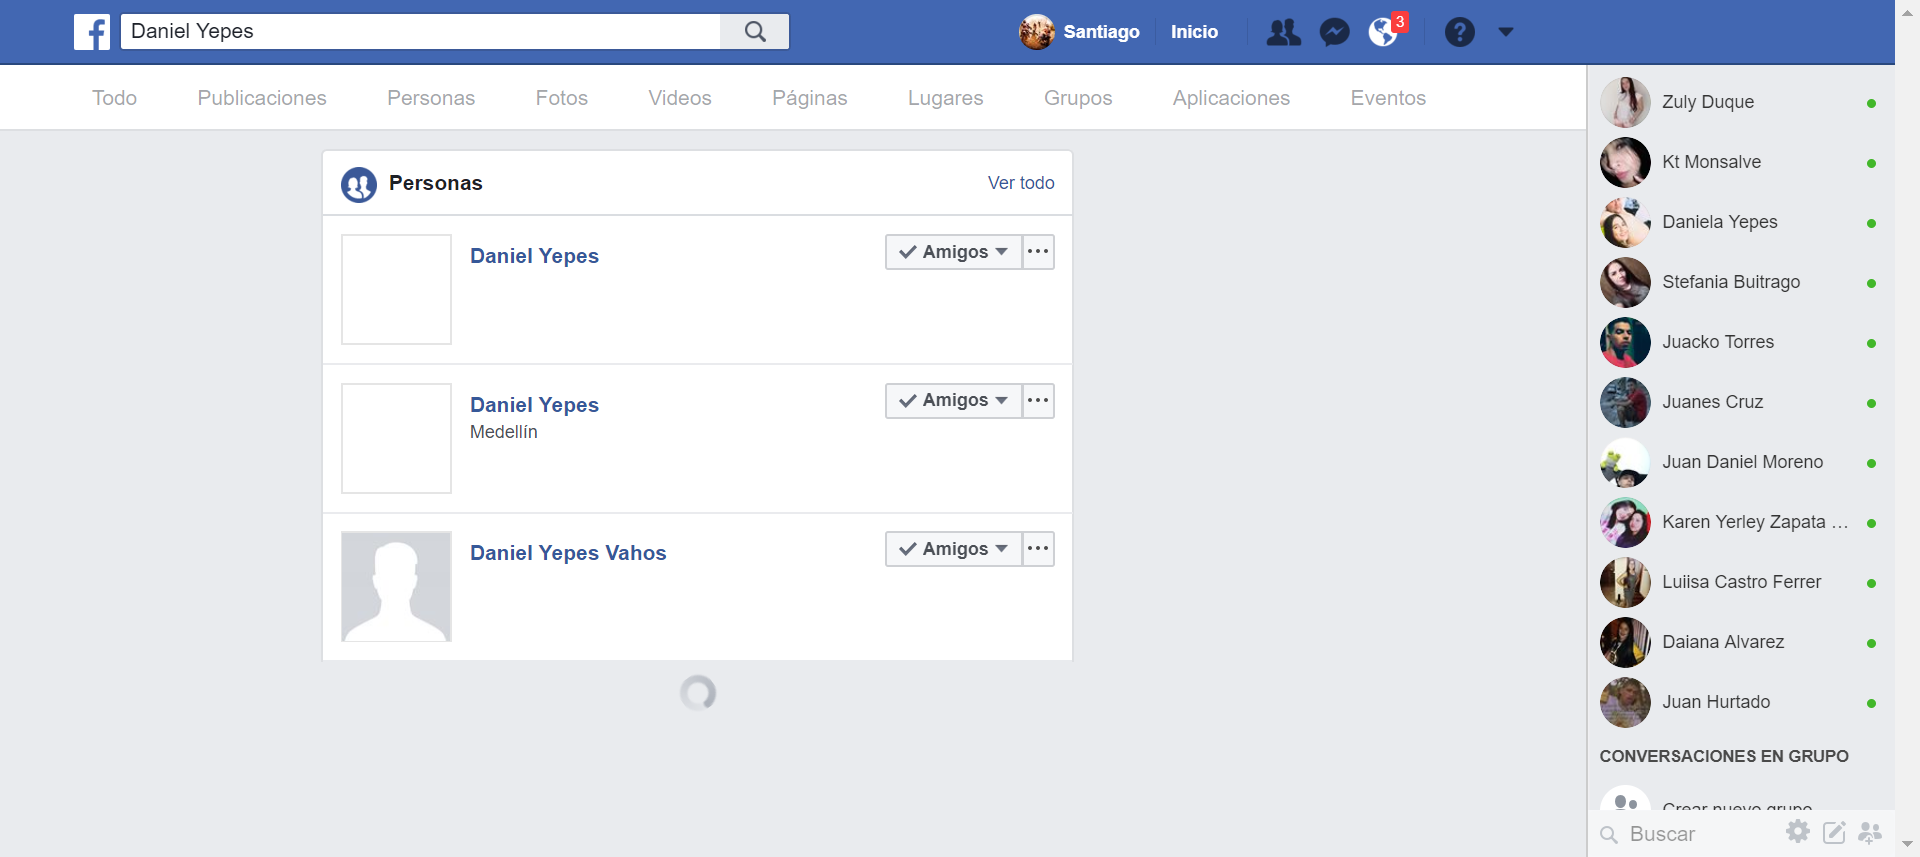 Daniel Yepes
Santiago
Inicio
3
?
Todo
Publicaciones
Personas
Fotos
Videos
Páginas
Lugares
Grupos
Aplicaciones
Eventos
Personas
Ver todo
Daniel Yepes
Amigos
Daniel Yepes
Medellín
Amigos
Daniel Yepes Vahos
Amigos
Zuly Duque
Kt Monsalve
Daniela Yepes
Stefania Buitrago
Juacko Torres
Juanes Cruz
Juan Daniel Moreno
Karen Yerley Zapata ...
Luiisa Castro Ferrer
Daiana Alvarez
Juan Hurtado
CONVERSACIONES EN GRUPO
Crear nuevo grupo
Buscar